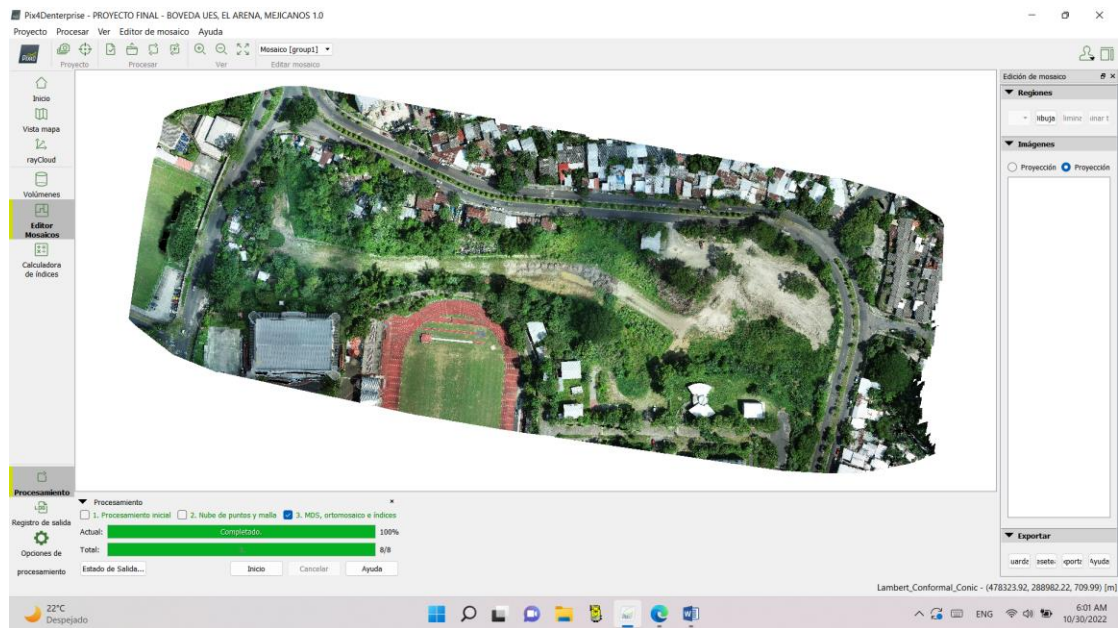 Pix4Denterprise - PROYECTO FINAL - BOVEDA UES, EL ARENA, MEJICANOS 1.0
Proyecto Procesar Ver Editor de mosaico Ayuda
Mosaico [group1]
Proyecto Procesar Ver Editar mosaico
Inicio
Vista mapa
rayCloud
Volúmenes
Editor
Mosaicos
Calculadora
de índices
Edición de mosaico
Regiones
Imágenes
Proyección Proyección
Exportar
Ayuda
Procesamiento
Registro de salida
Opciones de
procesamiento
Procesamiento
1. Procesamiento inicial 2. Nube de puntos y malla 3. MDS, ortomosaico e índices
Actual: Completado. 100%
Total: 8/8
Estado de Salida... Inicio Cancelar Ayuda
Lambert_Conformal_Conic - (478323.92, 288982.22, 709.99) [m]
22°C
Despejado
ENG
6:01 AM
10/30/2022